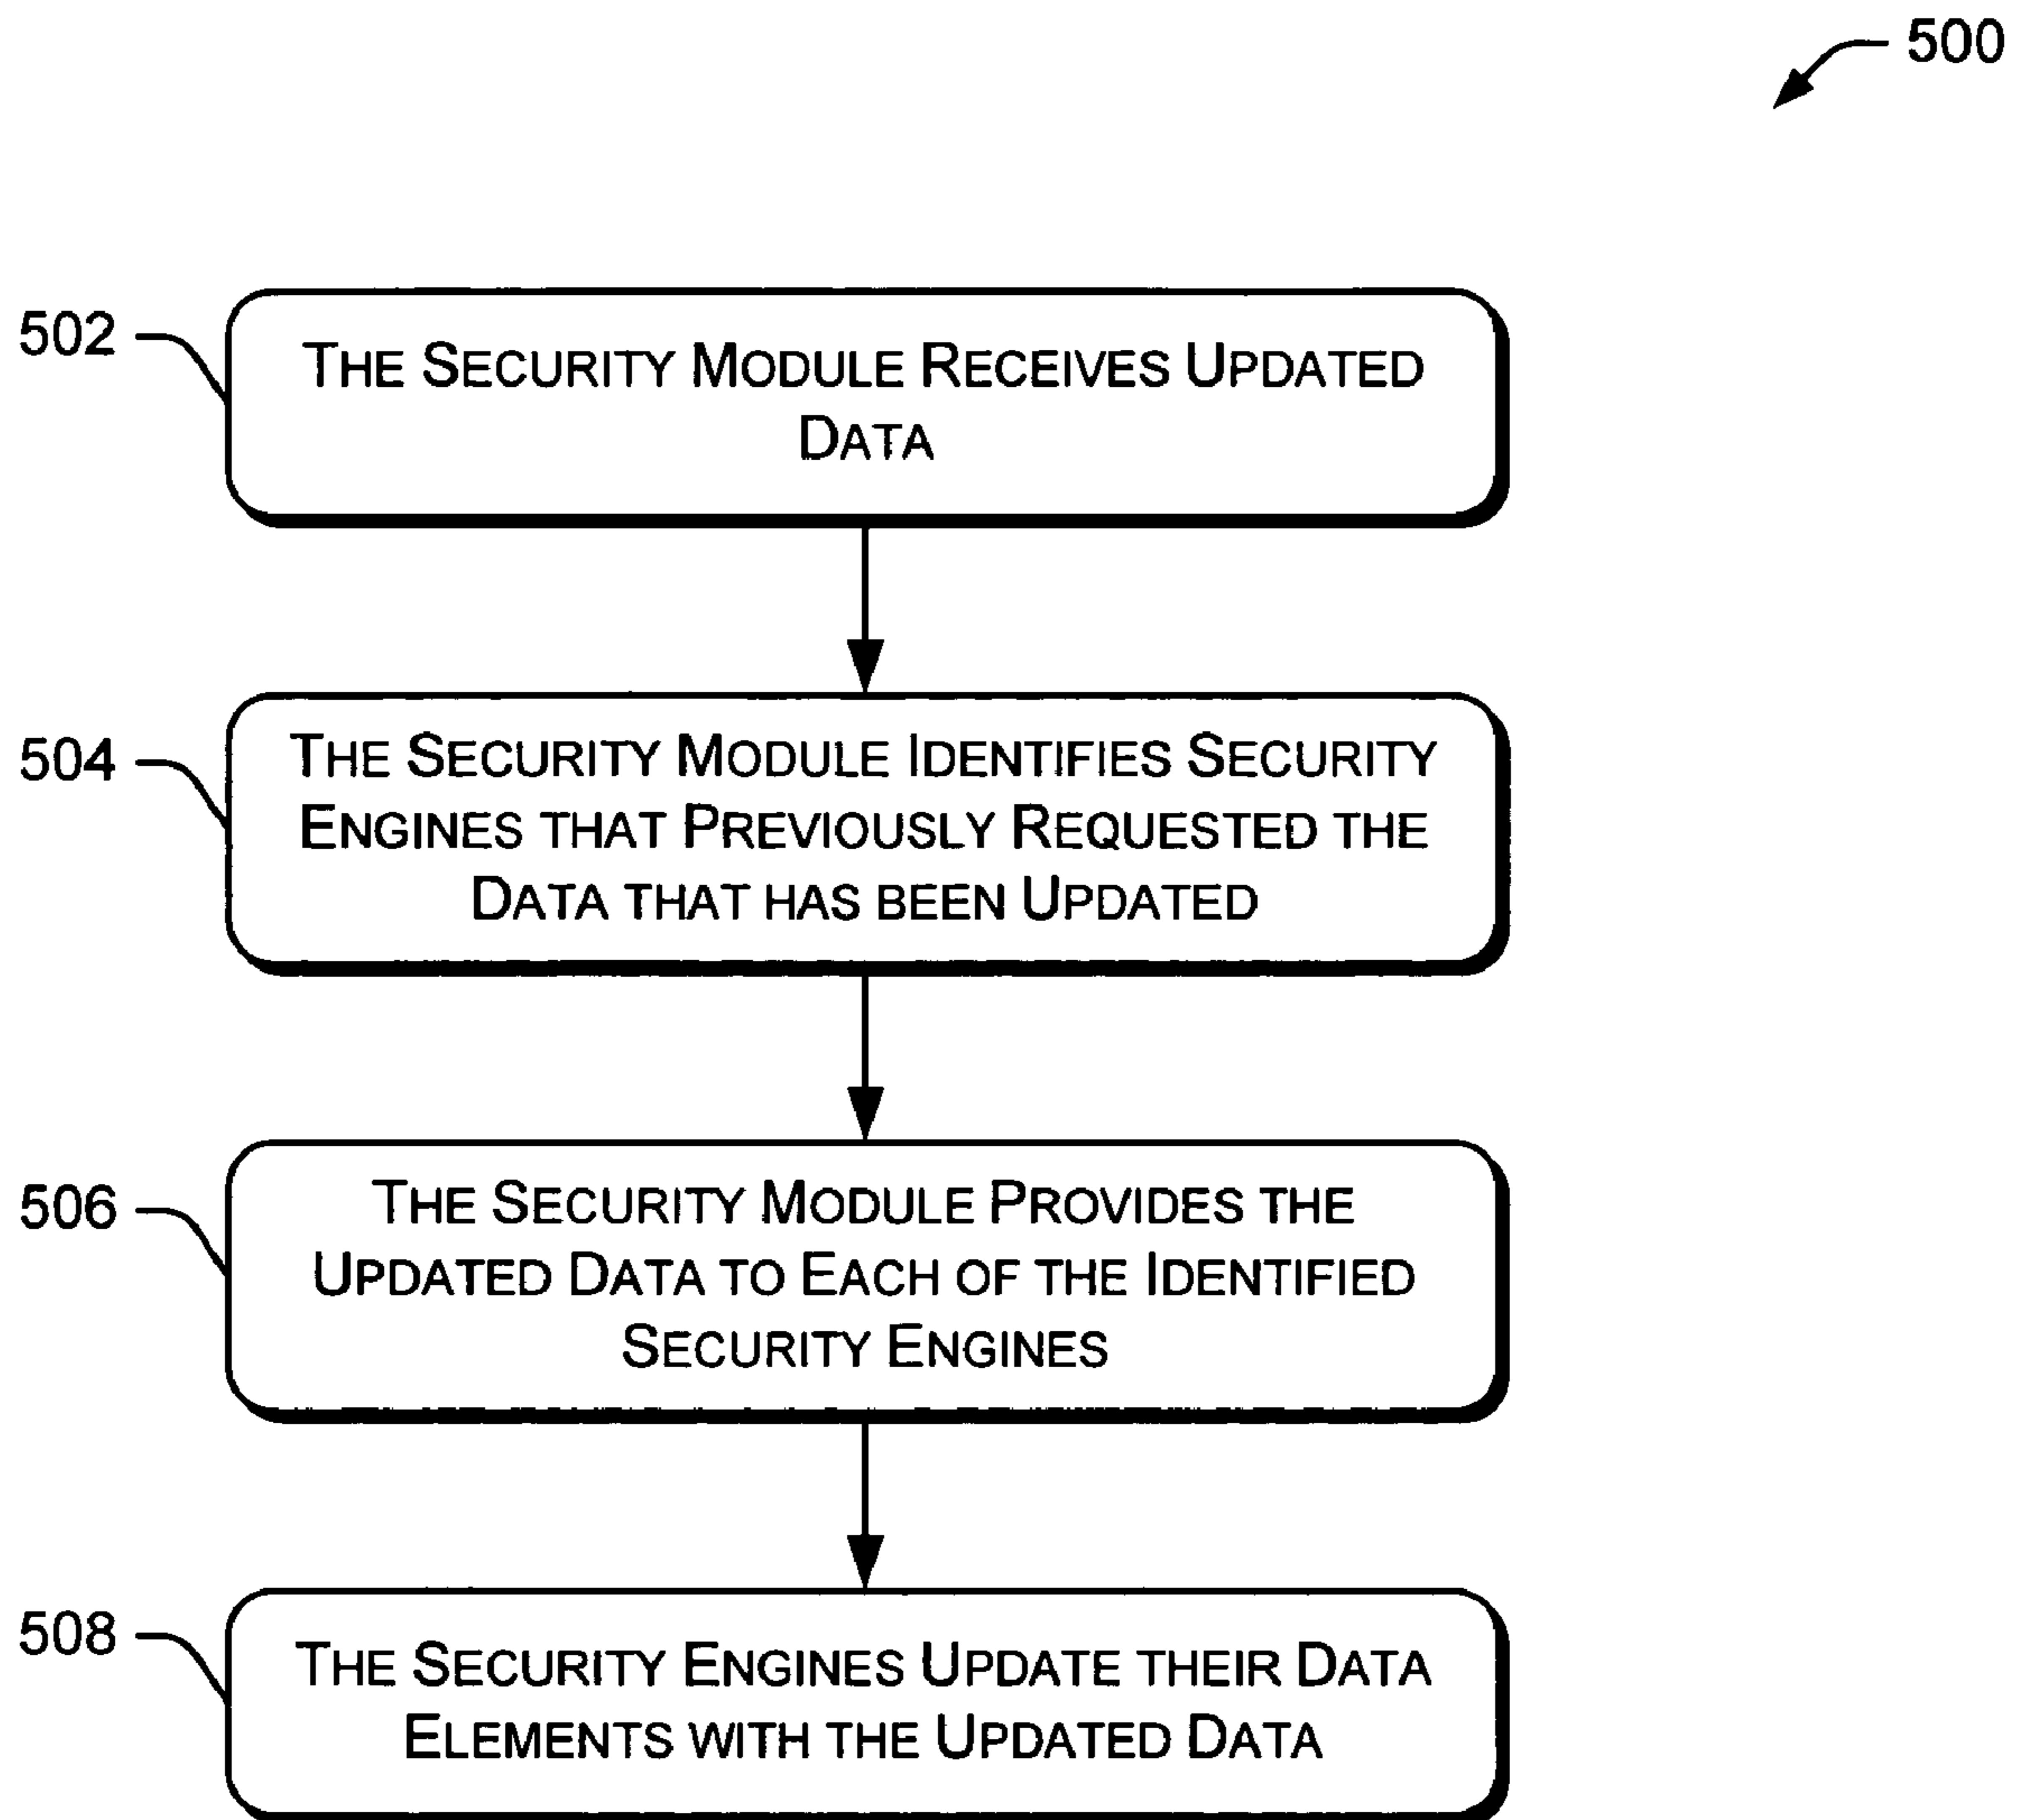 500
502
THE SECURITY MODULE RECEIVES UPDATED
DATA
504
THE SECURITY MODULE IDENTIFIES SECURITY
ENGINES THAT PREVIOUSLY REQUESTED THE
DATA THAT HAS BEEN UPDATED
506
THE SECURITY MODULE PROVIDES THE
UPDATED DATA TO EACH OF THE IDENTIFIED
SECURITY ENGINES
508
THE SECURITY ENGINES UPDATE THEIR DATA
ELEMENTS WITH THE UPDATED DATA